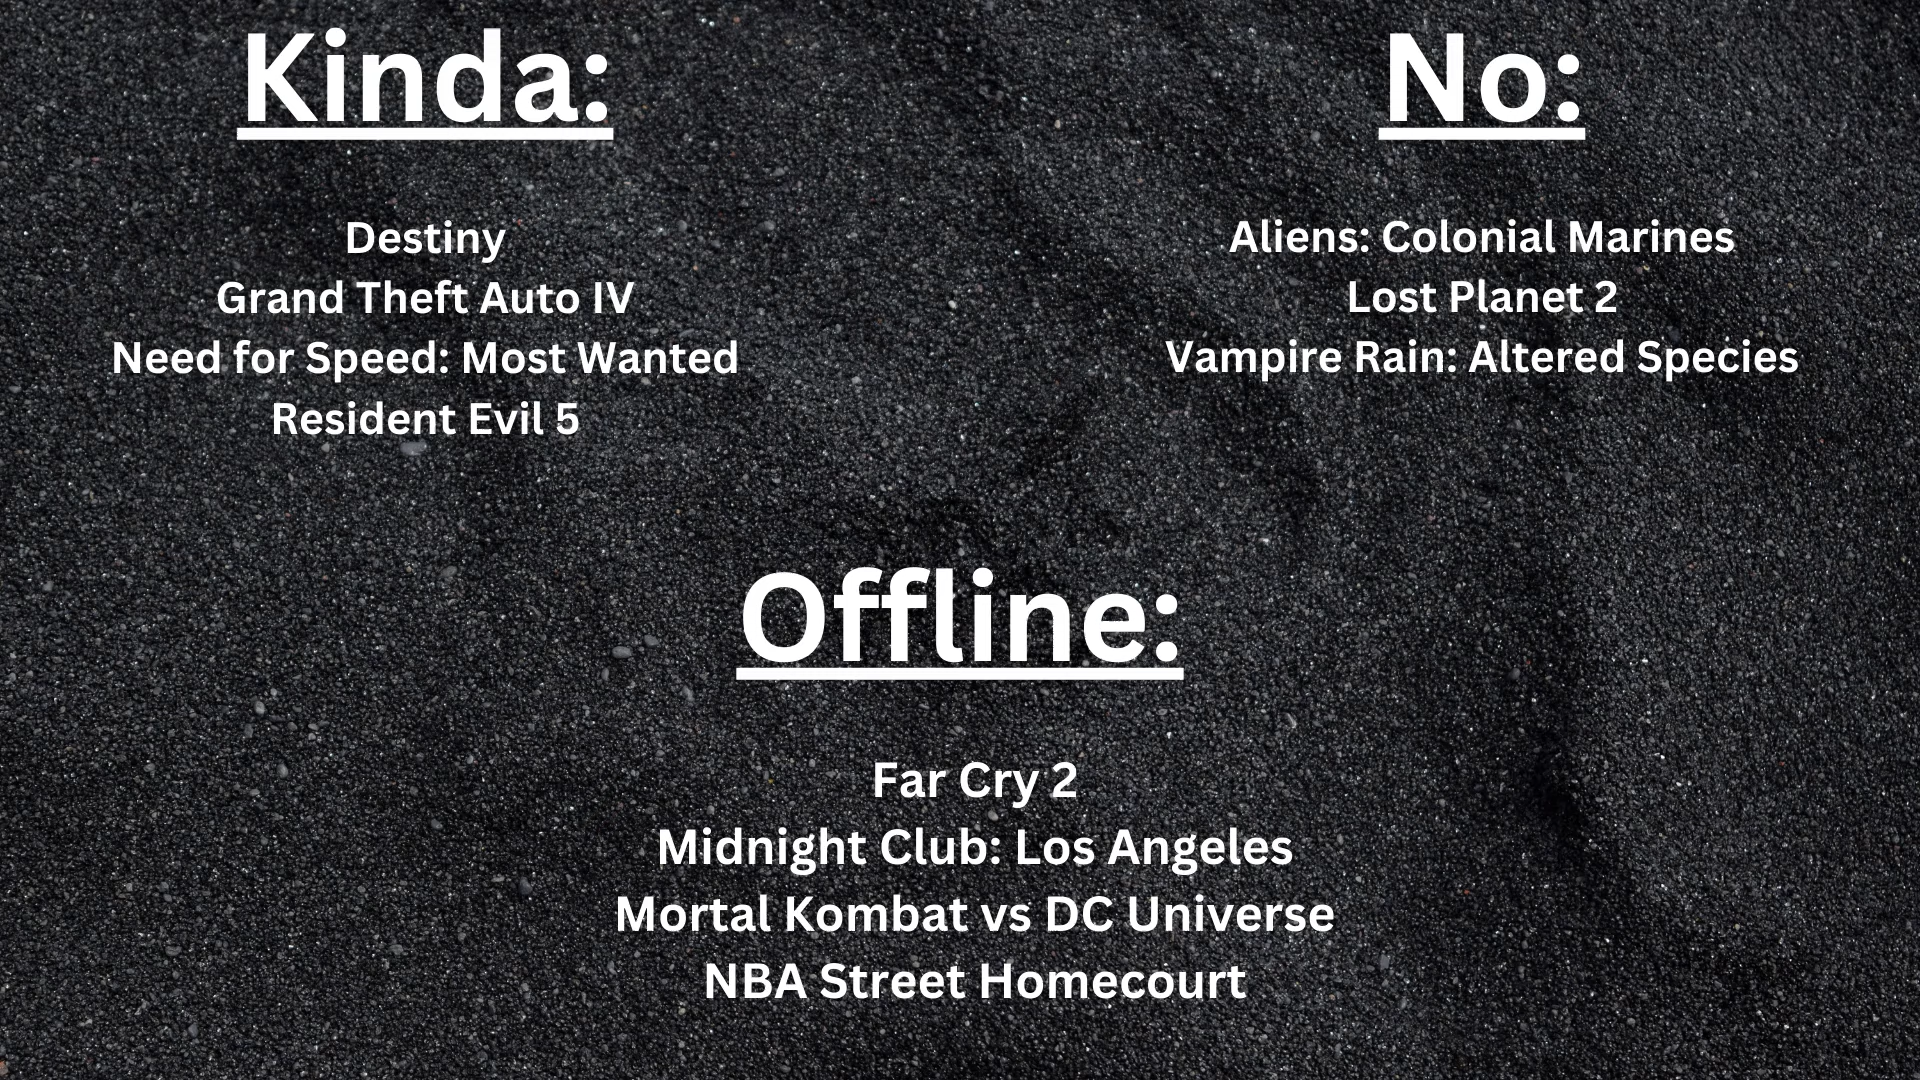 Kinda:
Destiny
Grand Theft Auto IV
Need for Speed: Most Wanted
Resident Evil 5
No:
Aliens: Colonial Marines
Lost Planet 2
Vampire Rain: Altered Species
Offline:
Far Cry 2
Midnight Club: Los Angeles
Mortal Kombat vs DC Universe
NBA Street Homecourt